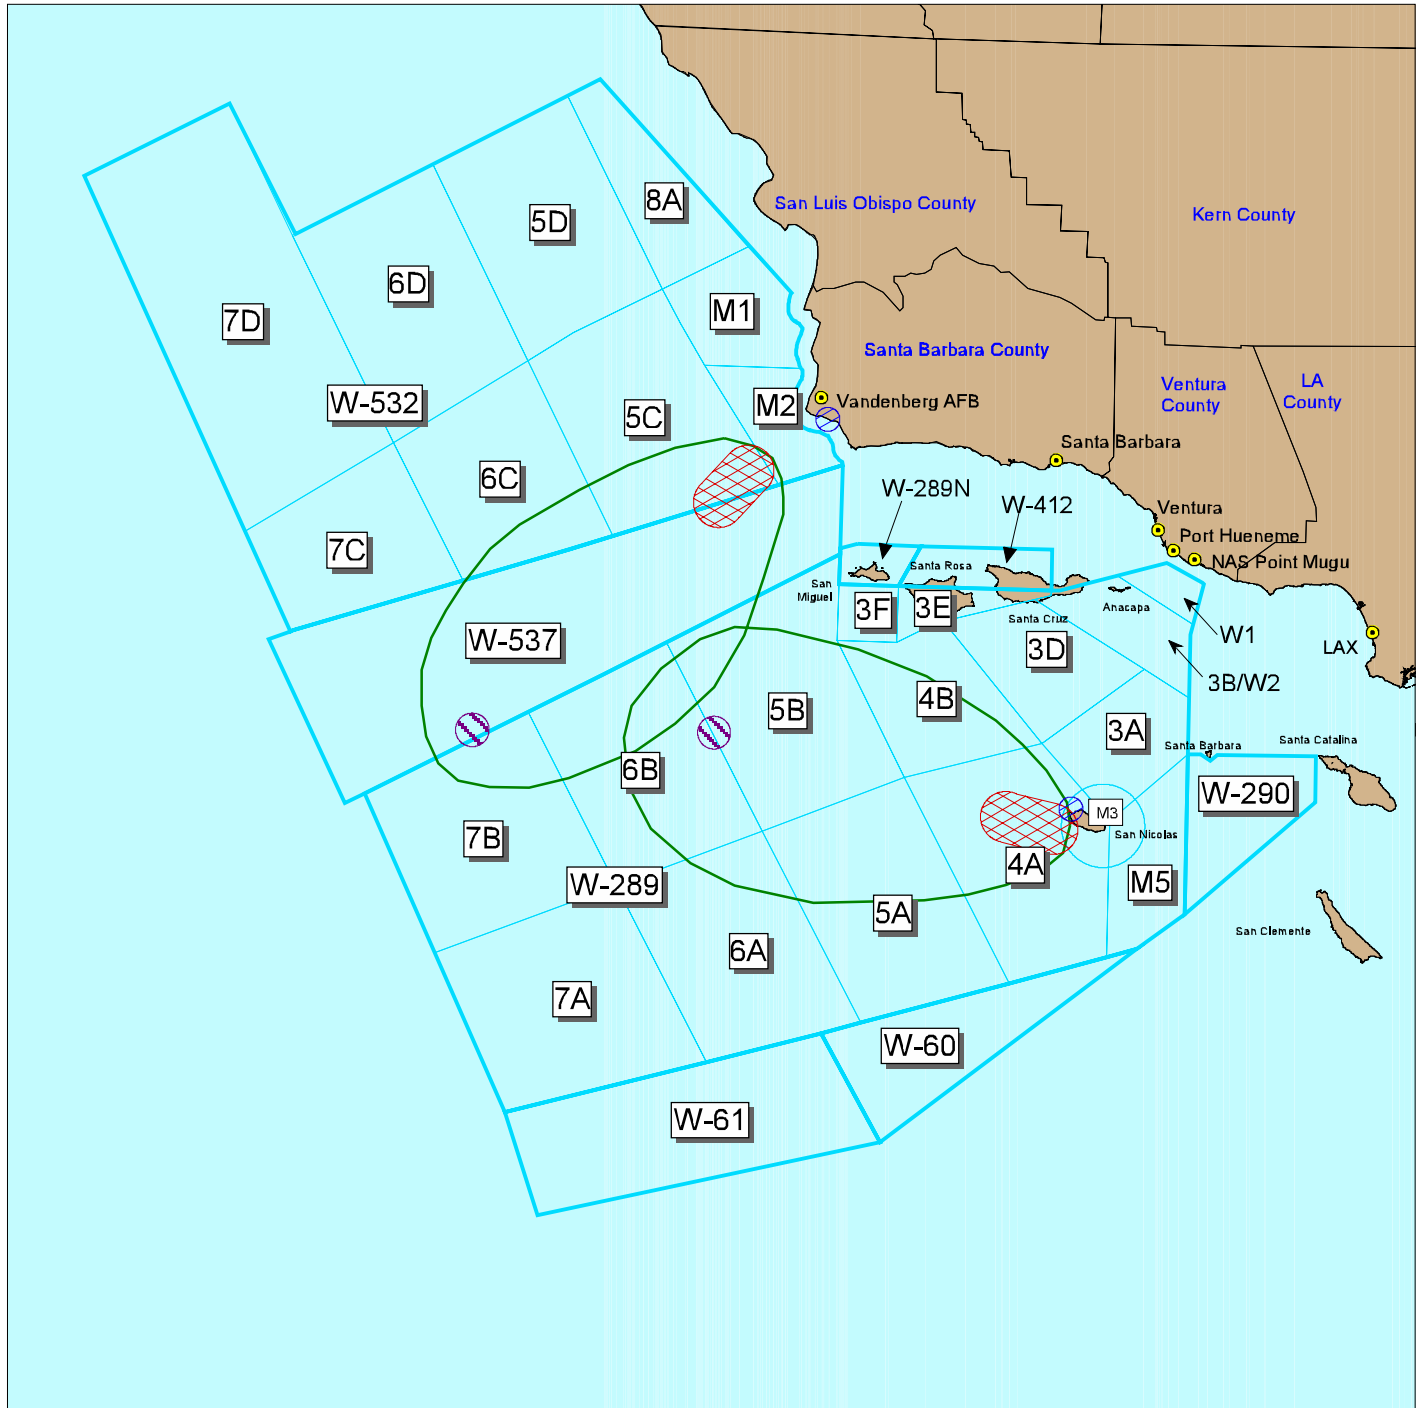 8A
San Luis Obispo County
Kern County
5D
6D
M1
7D
Santa Barbara County
Ventura
County
LA
County
W-532
M2
Vandenberg AFB
5C
Santa Barbara
6C
W-289N
W-412
Ventura
Port Hueneme
NAS Point Mugu
7C
Santa Rosa
San
Miguel
3F
3E
Anacapa
Santa Cruz
W1
W-537
3D
LAX
3B/W2
4B
5B
3A
Santa Barbara
Santa Catalina
6B
W-290
M3
San Nicolas
7B
4A
W-289
M5
5A
San Clemente
6A
7A
W-60
W-61